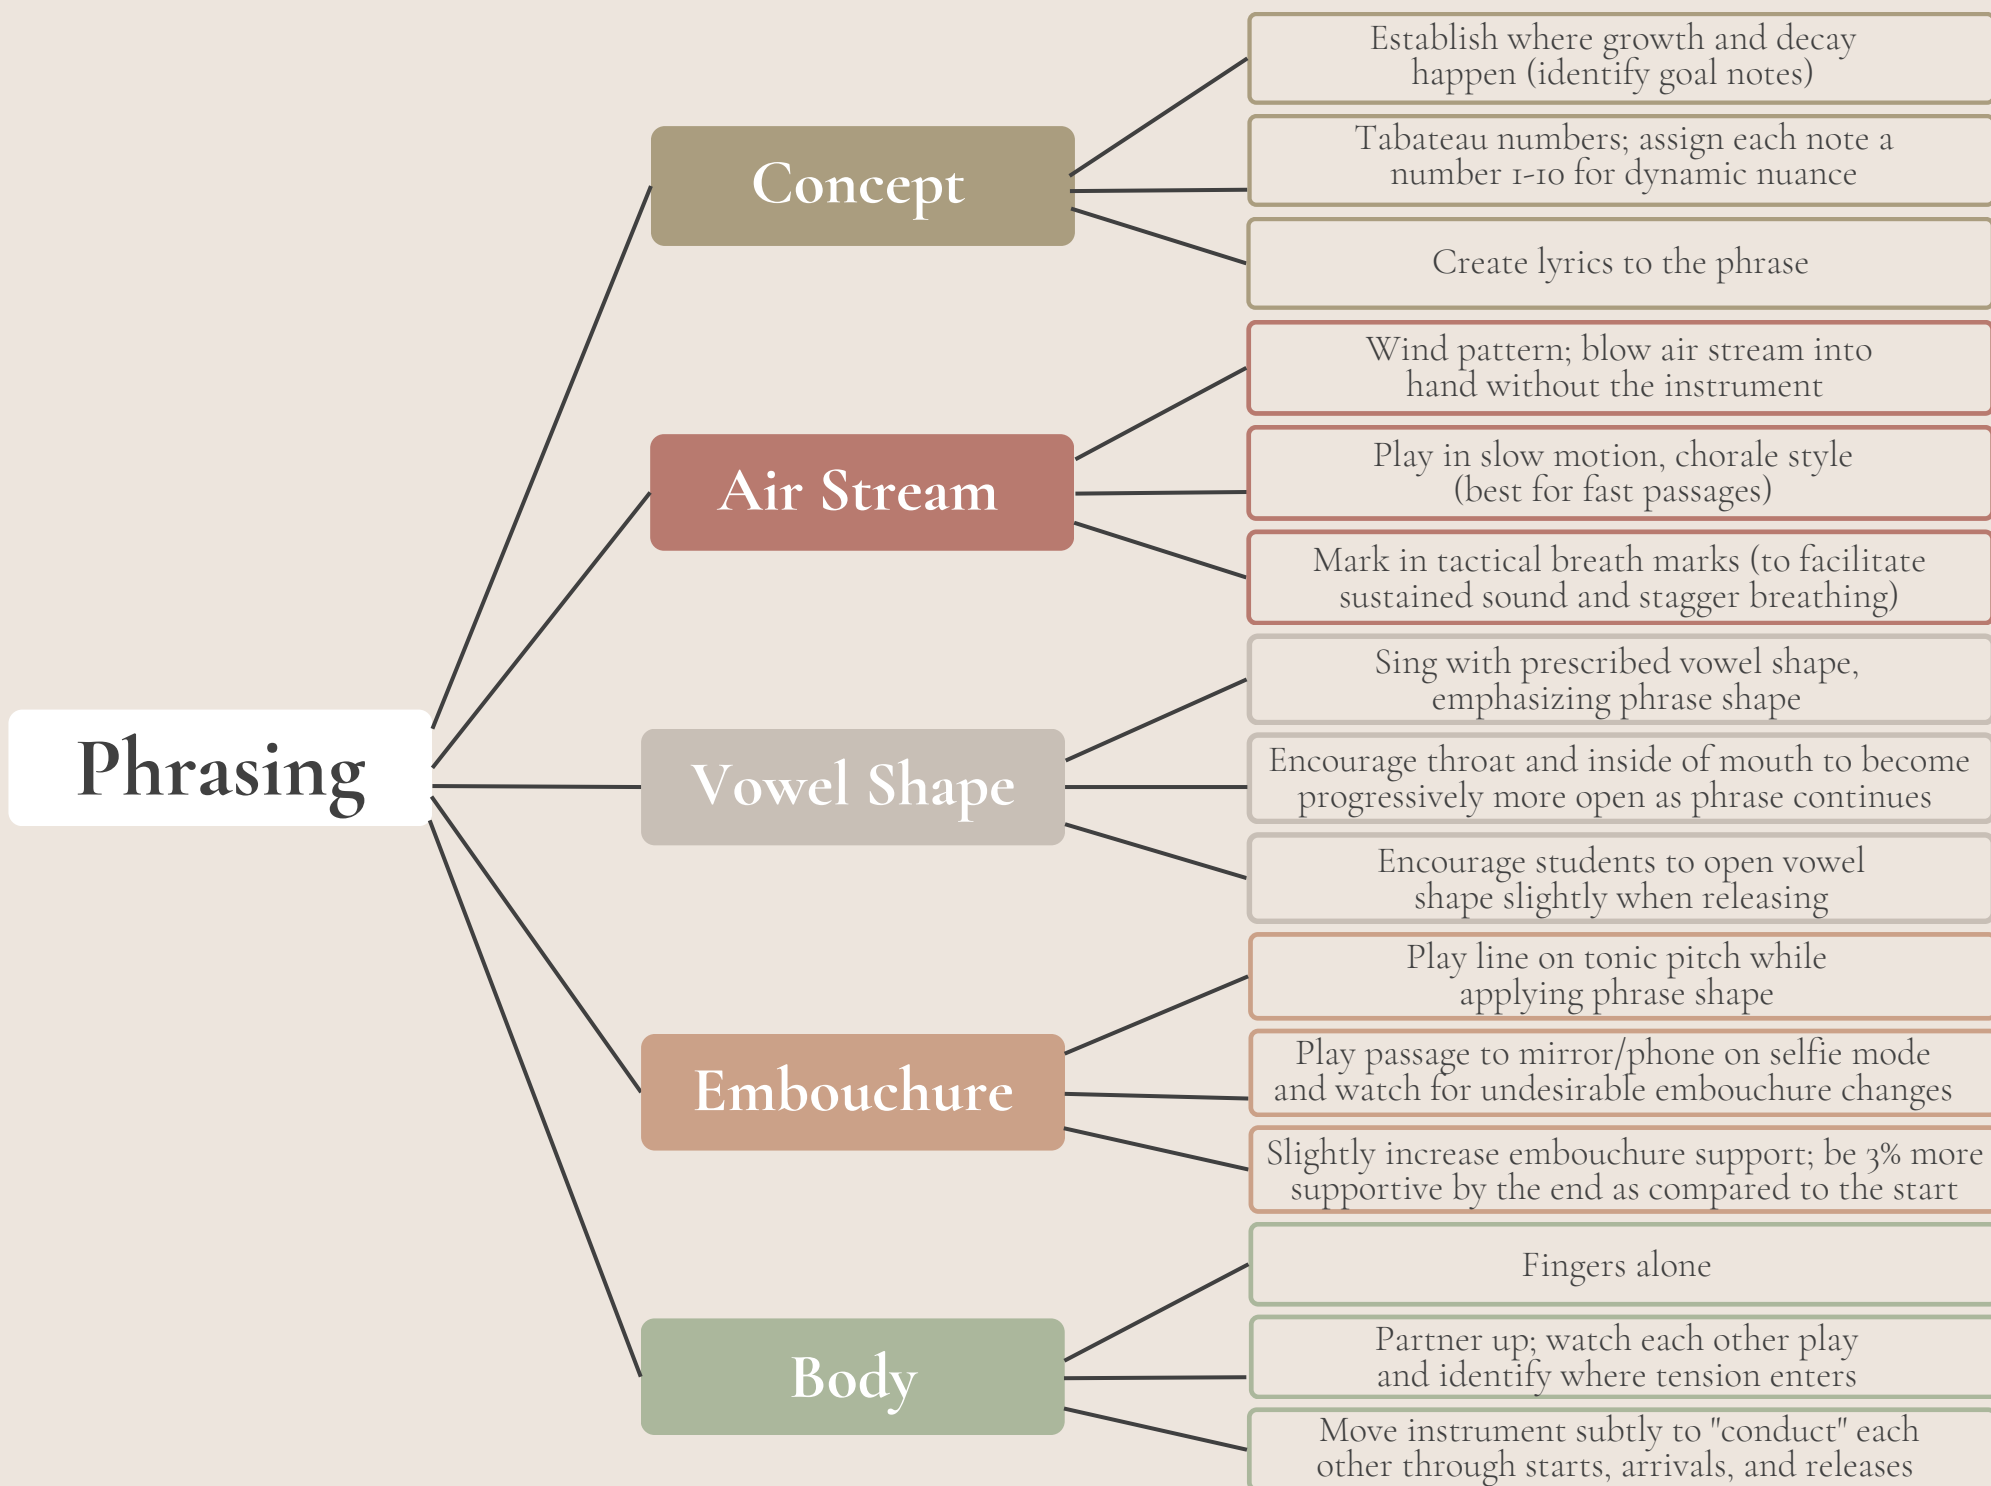 Phrasing
Concept
Establish where growth and decay
happen (identify goal notes)
Tabateau numbers; assign each note a
number 1-10 for dynamic nuance
Create lyrics to the phrase
Air Stream
Wind pattern; blow air stream into
hand without the instrument
Play in slow motion, chorale style
(best for fast passages)
Mark in tactical breath marks (to facilitate
sustained sound and stagger breathing)
Vowel Shape
Sing with prescribed vowel shape,
emphasizing phrase shape
Encourage throat and inside of mouth to become
progressively more open as phrase continues
Encourage students to open vowel
shape slightly when releasing
Embouchure
Play line on tonic pitch while
applying phrase shape
Play passage to mirror/phone on selfie mode
and watch for undesirable embouchure changes
Slightly increase embouchure support; be 3% more
supportive by the end as compared to the start
Body
Fingers alone
Partner up; watch each other play
and identify where tension enters
Move instrument subtly to "conduct" each
other through starts, arrivals, and releases